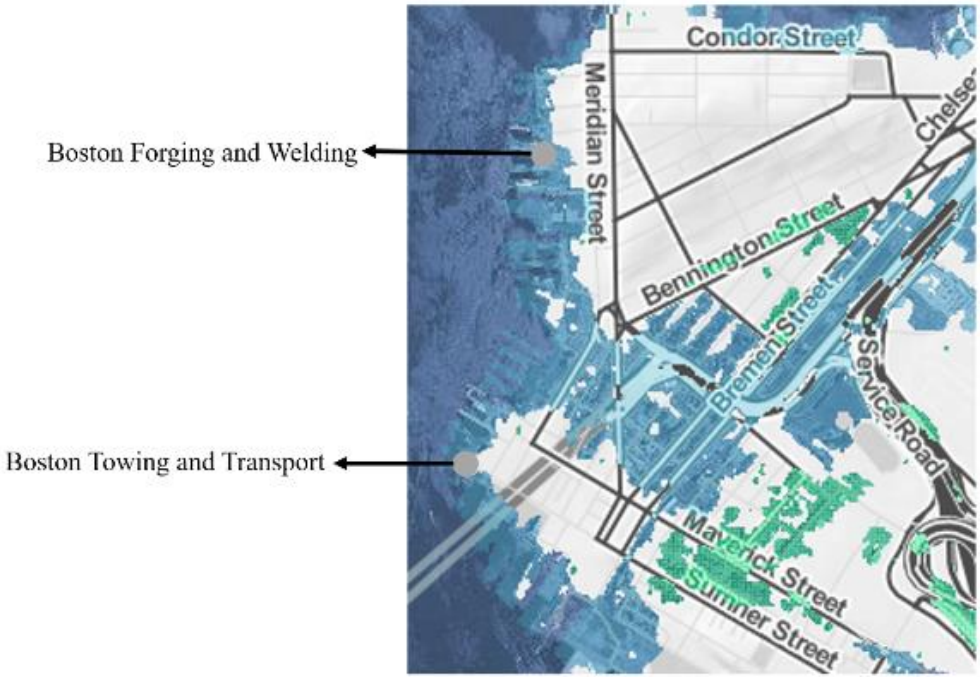 Condor Street
Meridian Street
Chelse
Boston Forging and Welding
Bennington Street
Bremen Street
Service Road
Boston Towing and Transport
Maverick Street
Sumner Street